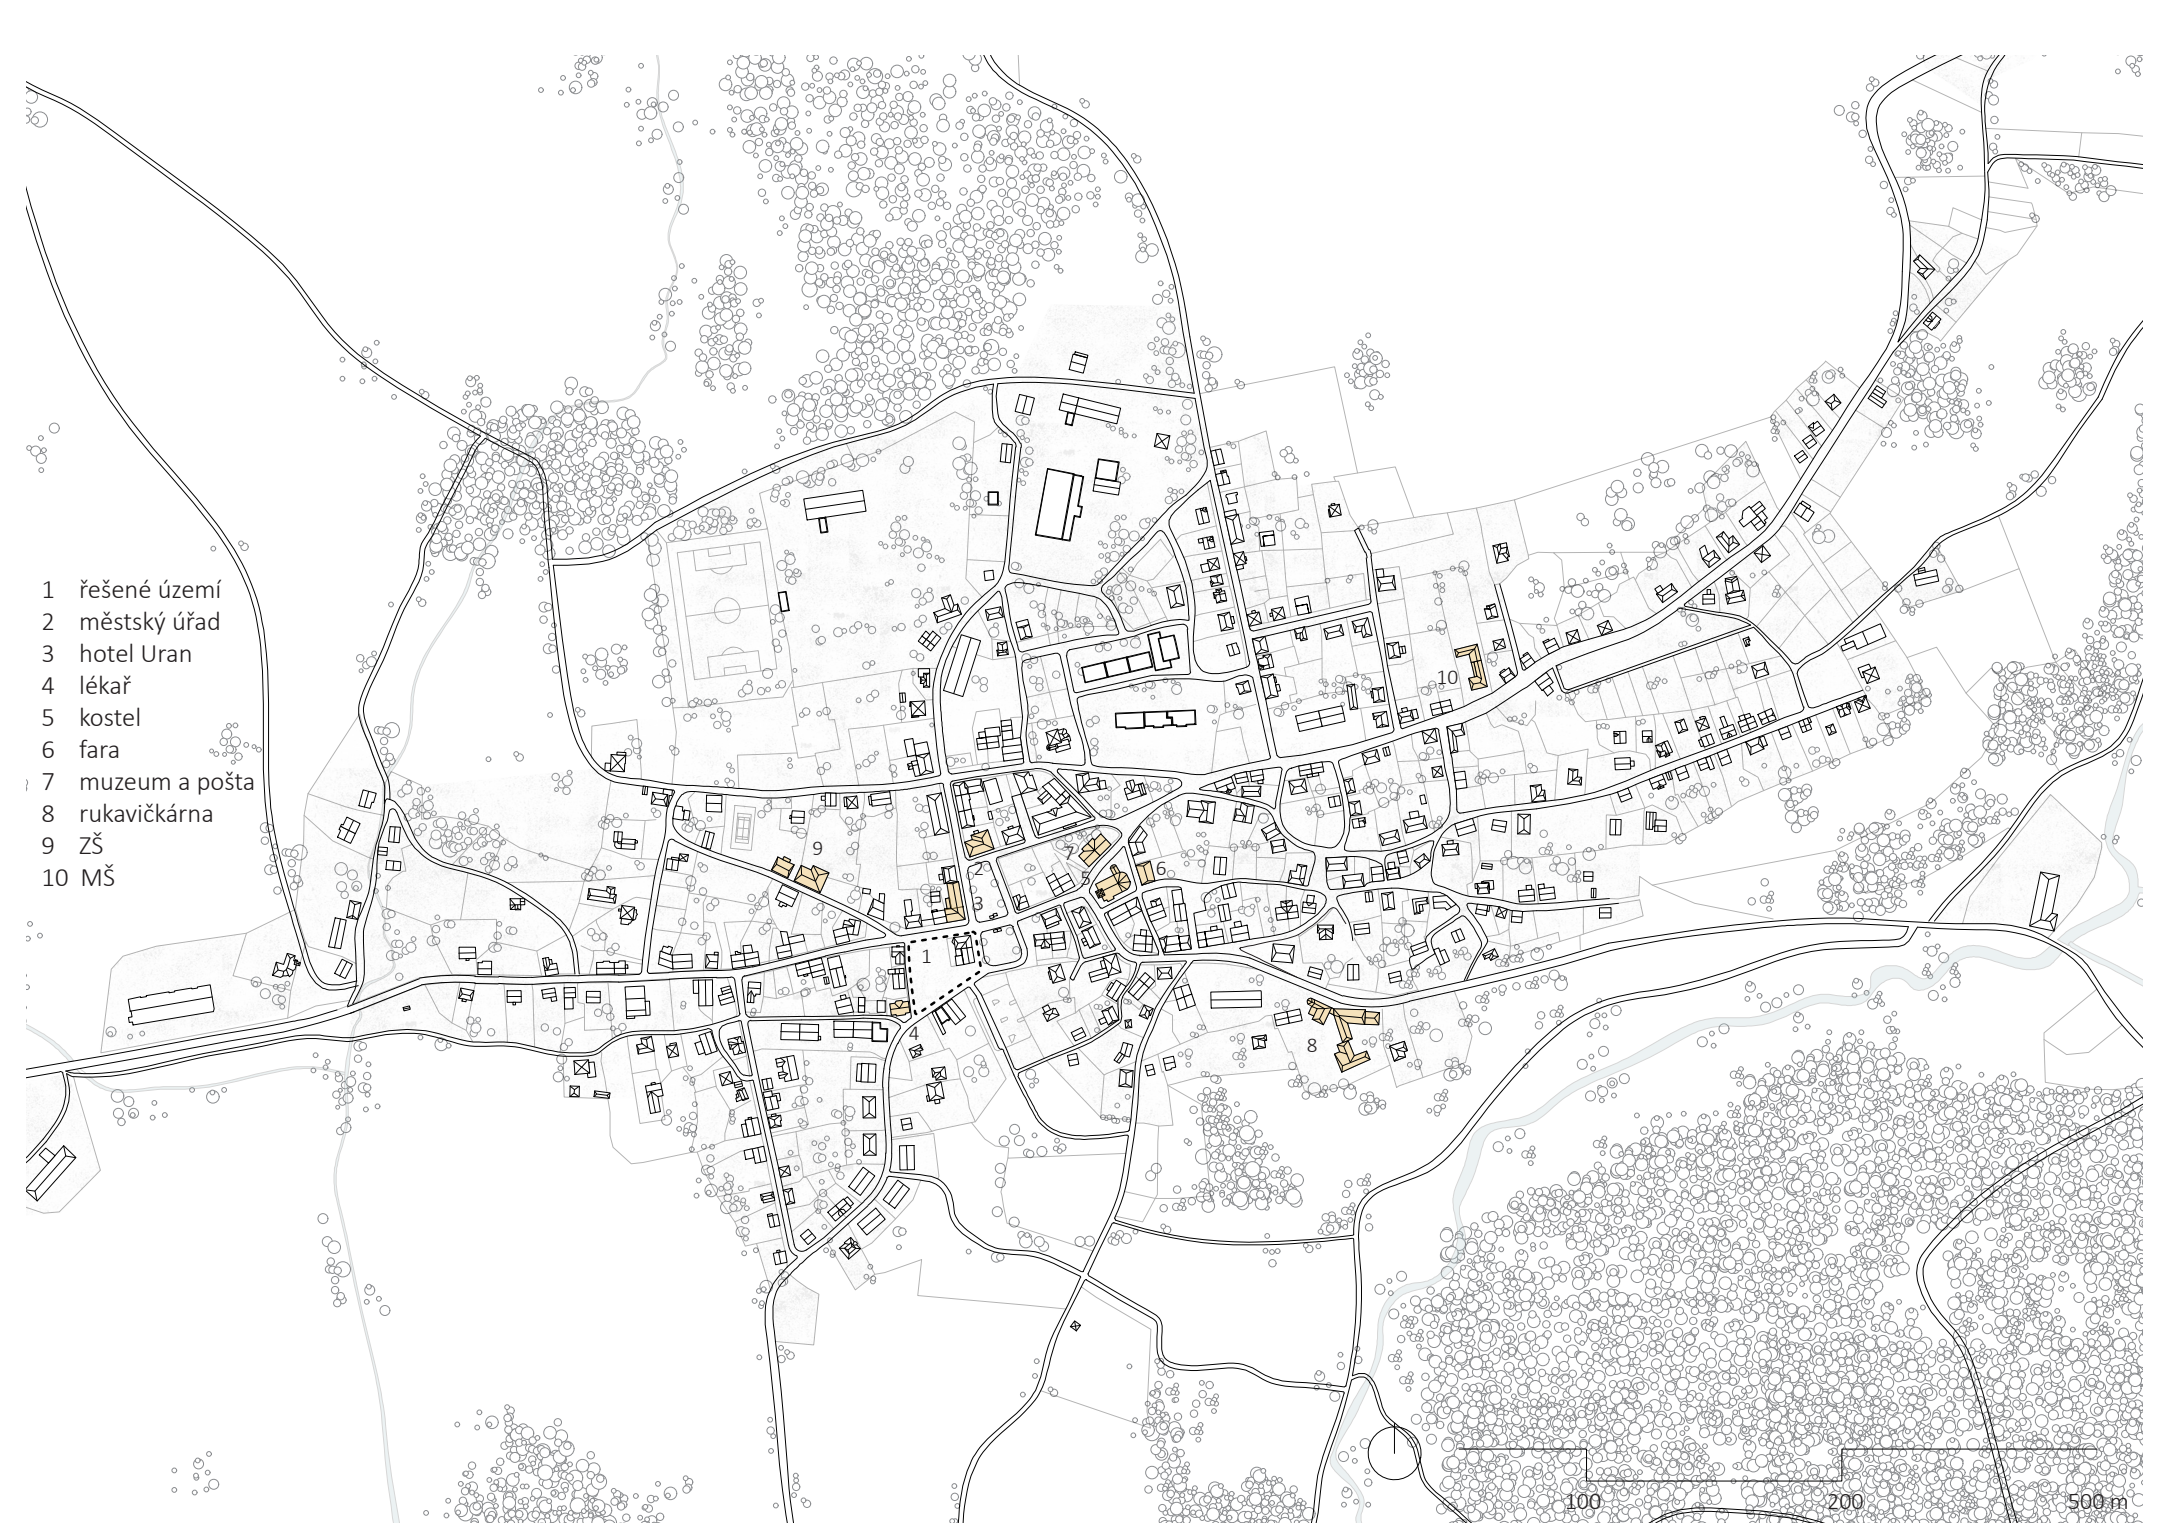 1 řešené území
2 městský úřad
3 hotel Uran
4 lékař
5 kostel
6 fara
7 muzeum a pošta
8 rukavičkárna
9 ZŠ
10 MŠ
10
9
7
2
5
6
3
1
4
8
100 200 500 m